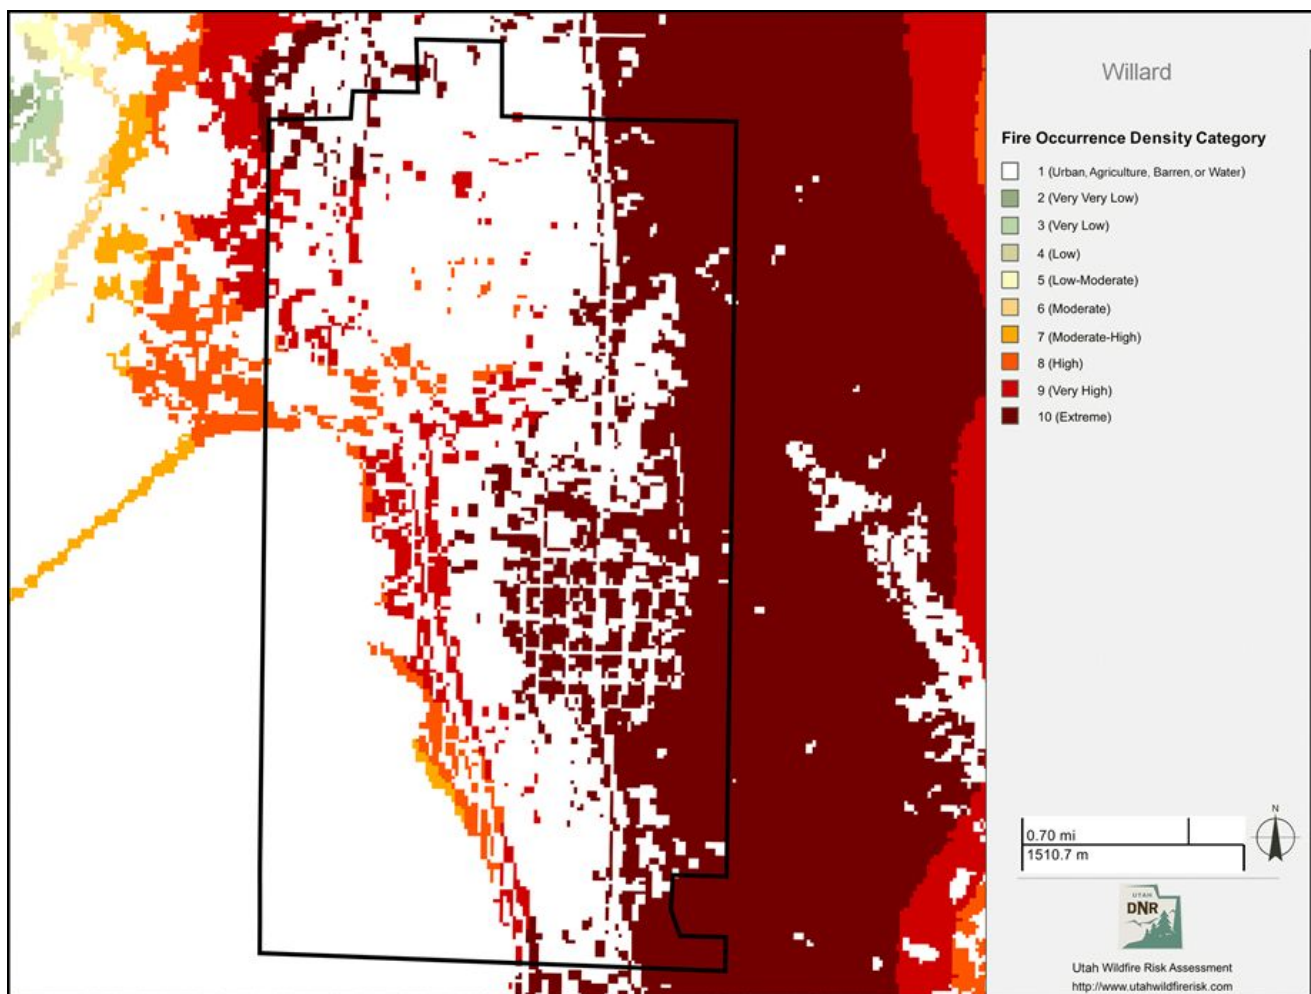 Willard
Fire Occurrence Density Category
1 (Urban, Agriculture, Barren, or Water)
2 (Very Very Low)
3 (Very Low)
4 (Low)
5 (Low-Moderate)
6 (Moderate)
7 (Moderate-High)
8 (High)
9 (Very High)
10 (Extreme)
N
0.70 mi
1510.7 m
UTAH
DNR
Utah Wildfire Risk Assessment
http://www.utahwildfirerisk.com